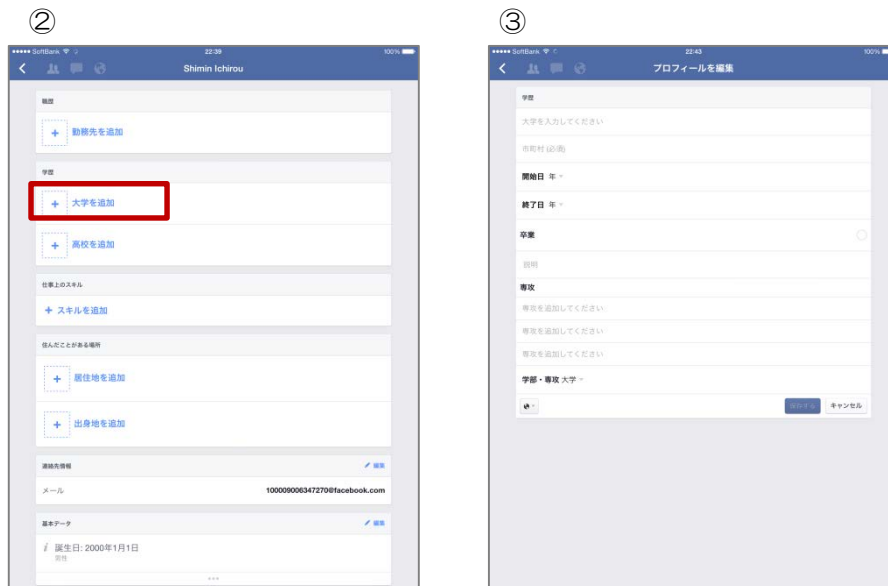 ②
SoftBank 22:39 100%
Shimin Ichirou
職歴
+ 勤務先を追加
学歴
+ 大学を追加
+ 高校を追加
仕事上のスキル
+ スキルを追加
住んだことがある場所
+ 居住地を追加
+ 出身地を追加
連絡先情報 編集
メール 100009006347270@facebook.com
基本データ 編集
i 誕生日: 2000年1月1日
男性
...
③
SoftBank 22:43 100%
プロフィールを編集
学歴
大学を入力してください
市町村 (必須)
開始日 年
終了日 年
卒業
説明
専攻
専攻を追加してください
専攻を追加してください
専攻を追加してください
学部・専攻 大学
保存する キャンセル